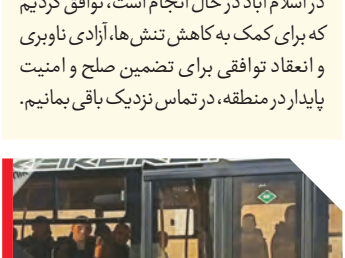 در اسلام آباد در حال انجام است، توافق کردیم
که برای کمک به کاهش تنش‌ها، آزادی ناوبری
و انعقاد توافقی برای تضمین صلح و امنیت
پایدار در منطقه، در تماس نزدیک باقی بمانیم.